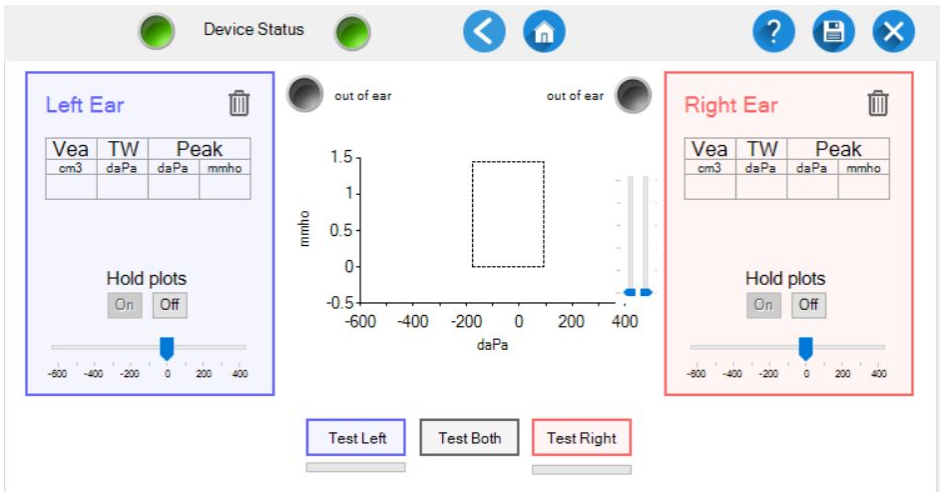 Device Status
?
Left Ear
Vea TW Peak
cm3 daPa daPa mmho
Hold plots
On Off
-600 -400 -200 0 200 400
out of ear
out of ear
1.5
1
0.5
0
-0.5
mmho
-600 -400 -200 0 200 400
daPa
Right Ear
Vea TW Peak
cm3 daPa daPa mmho
Hold plots
On Off
-600 -400 -200 0 200 400
Test Left
Test Both
Test Right